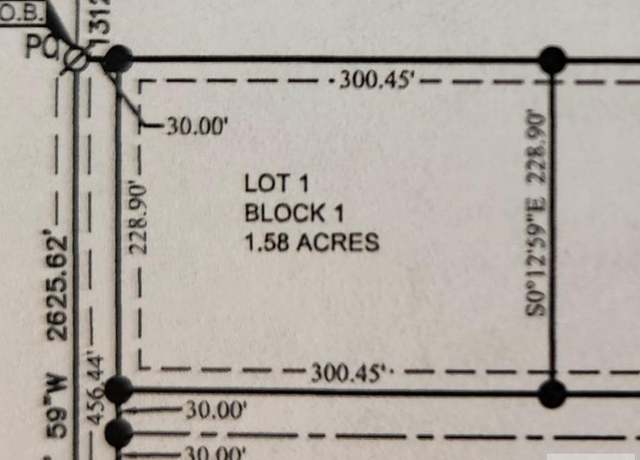 O.B.
1312
300.45'
30.00'
LOT 1
BLOCK 1
1.58 ACRES
228.90'
S0°12'59"E 228.90'
59"W 2625.62'
456.44'
300.45'
30.00'
30.00'